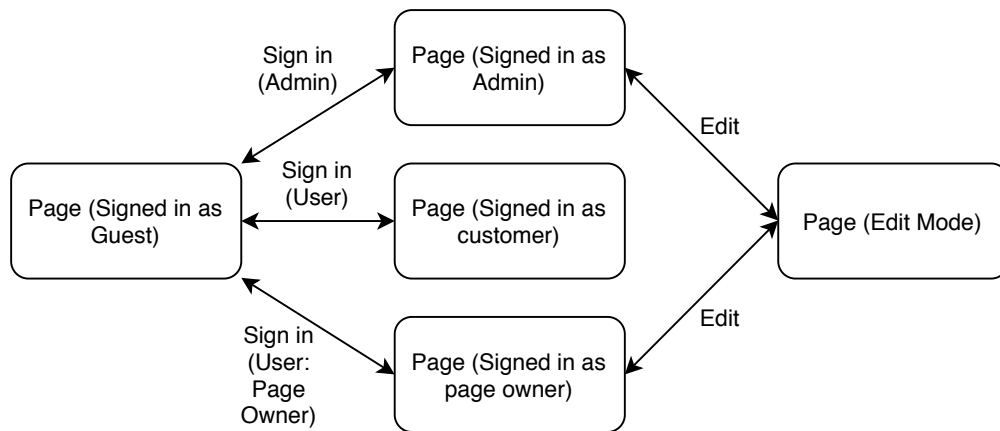 Sign in
(Admin)
Page (Signed in as
Admin)
Edit
Page (Signed in as
Guest)
Sign in
(User)
Page (Signed in as
customer)
Page (Edit Mode)
Sign in
(User:
Page
Owner)
Page (Signed in as
page owner)
Edit